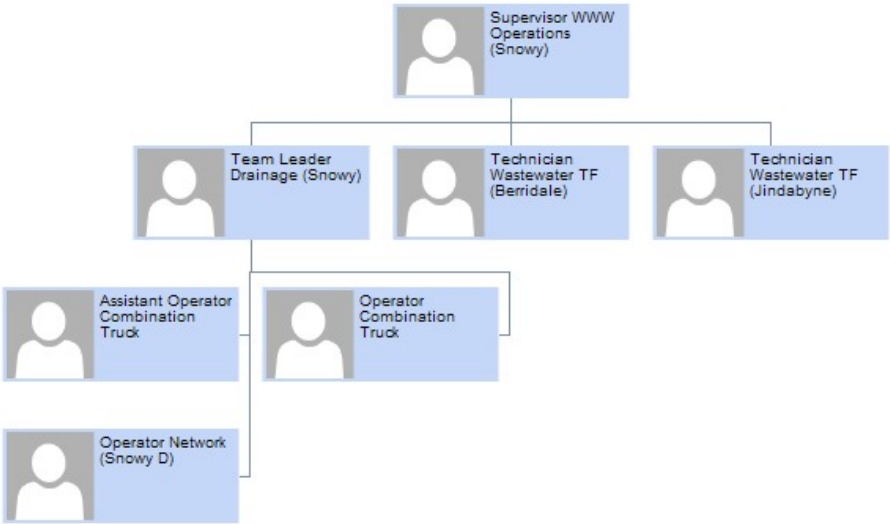 Supervisor WWW
Operations
(Snowy)
Team Leader
Drainage (Snowy)
Technician
Wastewater TF
(Berridale)
Technician
Wastewater TF
(Jindabyne)
Assistant Operator
Combination
Truck
Operator
Combination
Truck
Operator Network
(Snowy D)